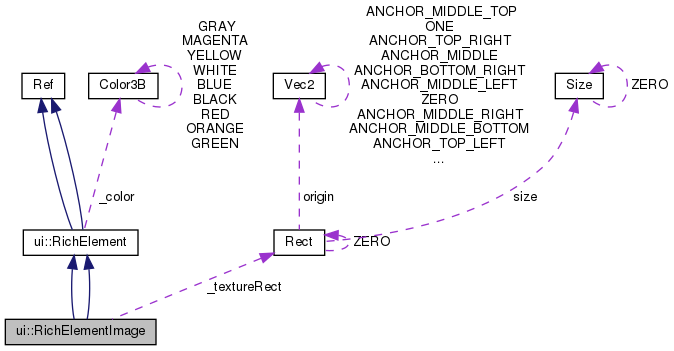 GRAY
MAGENTA
YELLOW
WHITE
BLUE
BLACK
RED
ORANGE
GREEN
ANCHOR_MIDDLE_TOP
ONE
ANCHOR_TOP_RIGHT
ANCHOR_MIDDLE
ANCHOR_BOTTOM_RIGHT
ANCHOR_MIDDLE_LEFT
ZERO
ANCHOR_MIDDLE_RIGHT
ANCHOR_MIDDLE_BOTTOM
ANCHOR_TOP_LEFT
...
Ref
Color3B
Vec2
Size
ZERO
_color
origin
size
ui::RichElement
Rect
ZERO
_textureRect
ui::RichElementImage